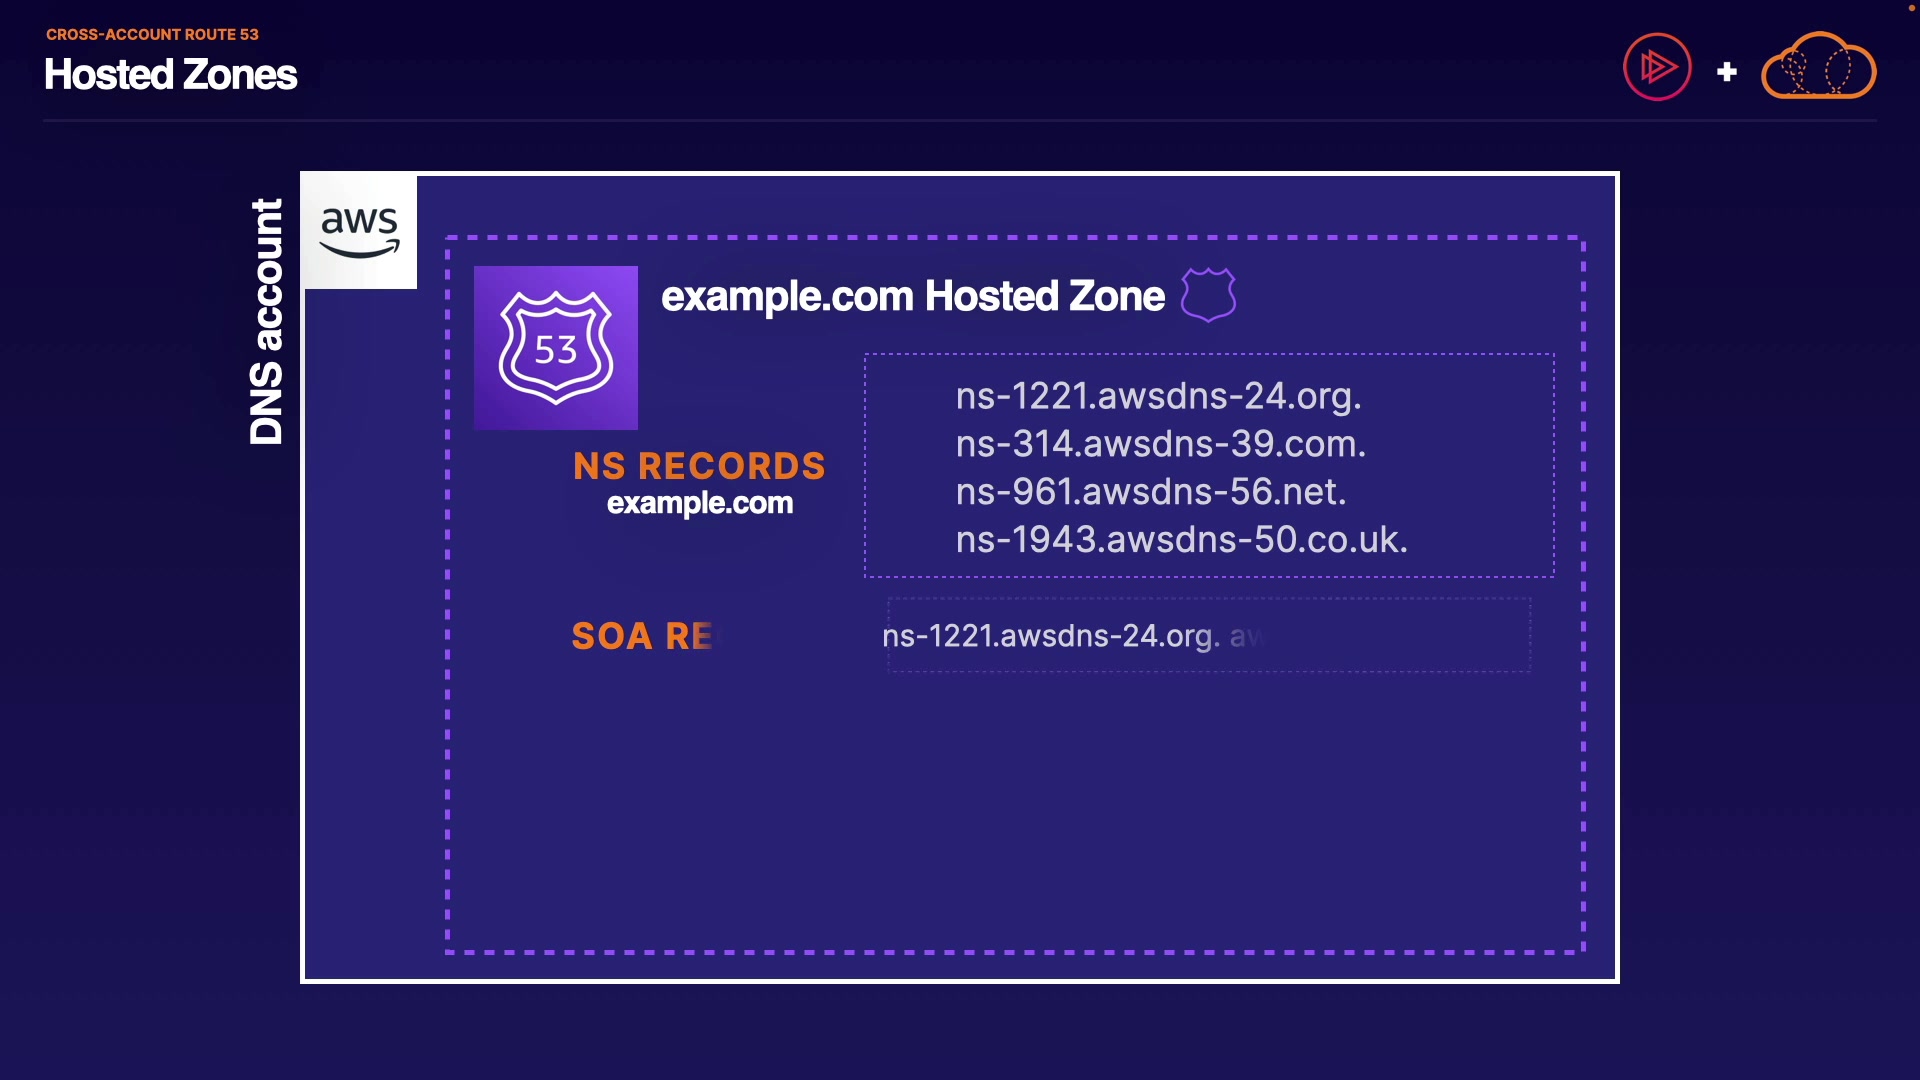 CROSS-ACCOUNT ROUTE 53
Hosted Zones
DNS account
aws
53
example.com Hosted Zone
NS RECORDS
example.com
ns-1221.awsdns-24.org.
ns-314.awsdns-39.com.
ns-961.awsdns-56.net.
ns-1943.awsdns-50.co.uk.
SOA RE
ns-1221.awsdns-24.org. aw